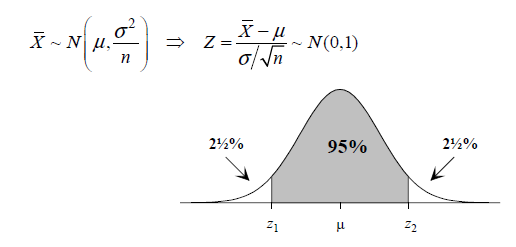 X̄ ~ N(μ, σ²/n) ⇒ Z = (X̄ − μ)/(σ/√n) ~ N(0,1)
2½% 95% 2½%
z₁ μ z₂